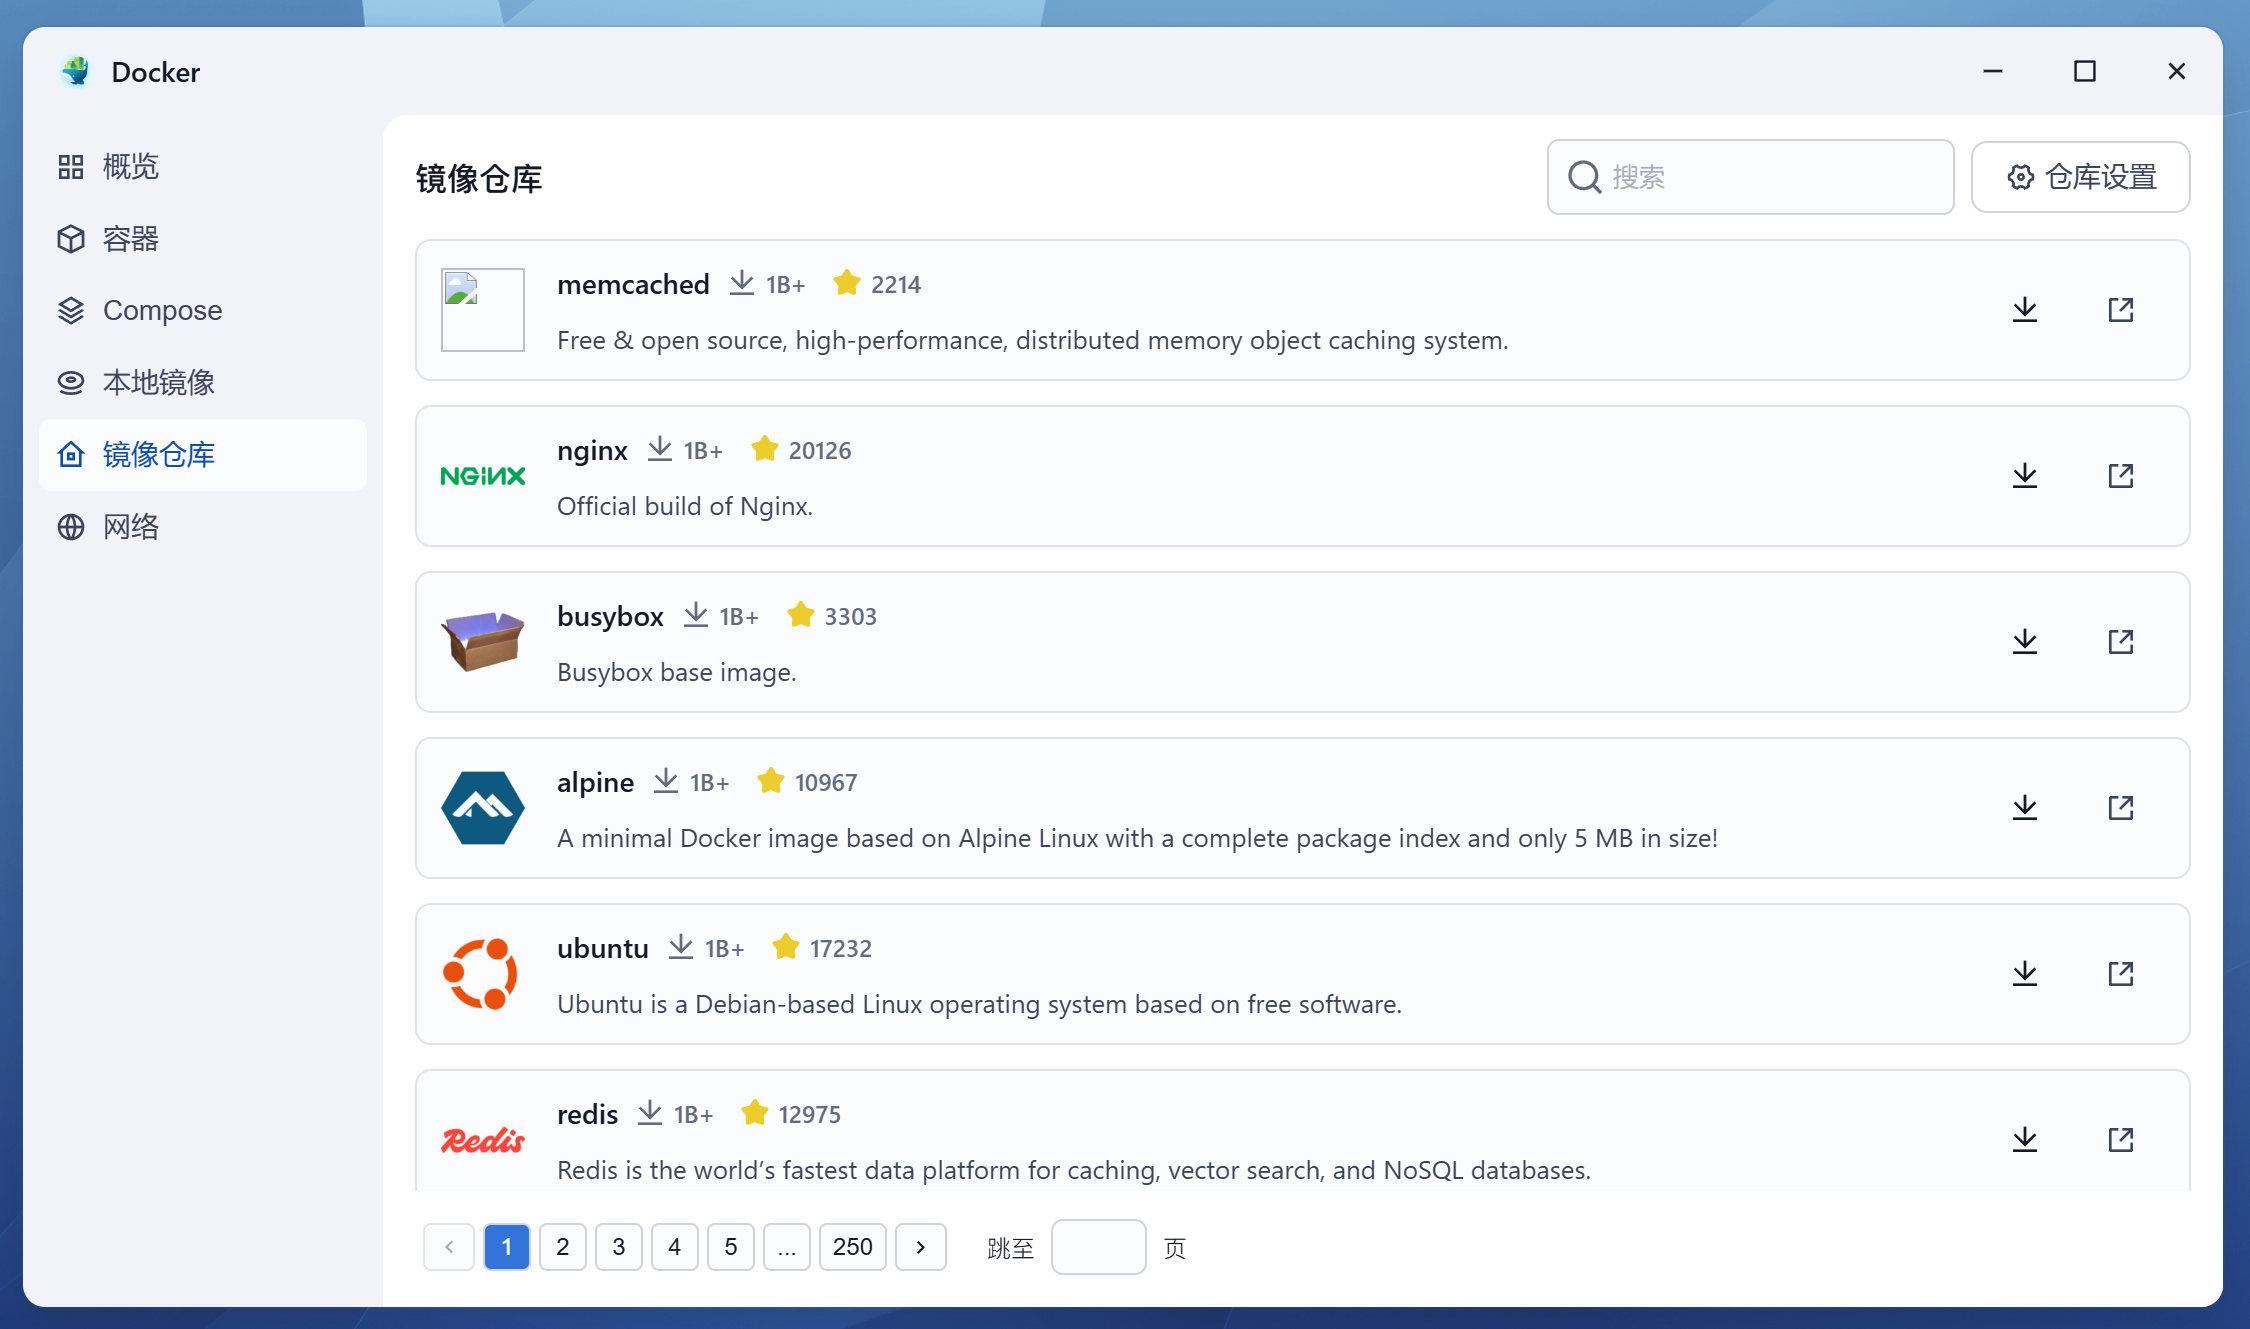 Docker
概览
容器
Compose
本地镜像
镜像仓库
网络
镜像仓库
搜索
仓库设置
memcached 1B+ 2214
Free & open source, high-performance, distributed memory object caching system.
NGINX
nginx 1B+ 20126
Official build of Nginx.
busybox 1B+ 3303
Busybox base image.
alpine 1B+ 10967
A minimal Docker image based on Alpine Linux with a complete package index and only 5 MB in size!
ubuntu 1B+ 17232
Ubuntu is a Debian-based Linux operating system based on free software.
Redis
redis 1B+ 12975
Redis is the world’s fastest data platform for caching, vector search, and NoSQL databases.
1 2 3 4 5 ... 250 跳至 页